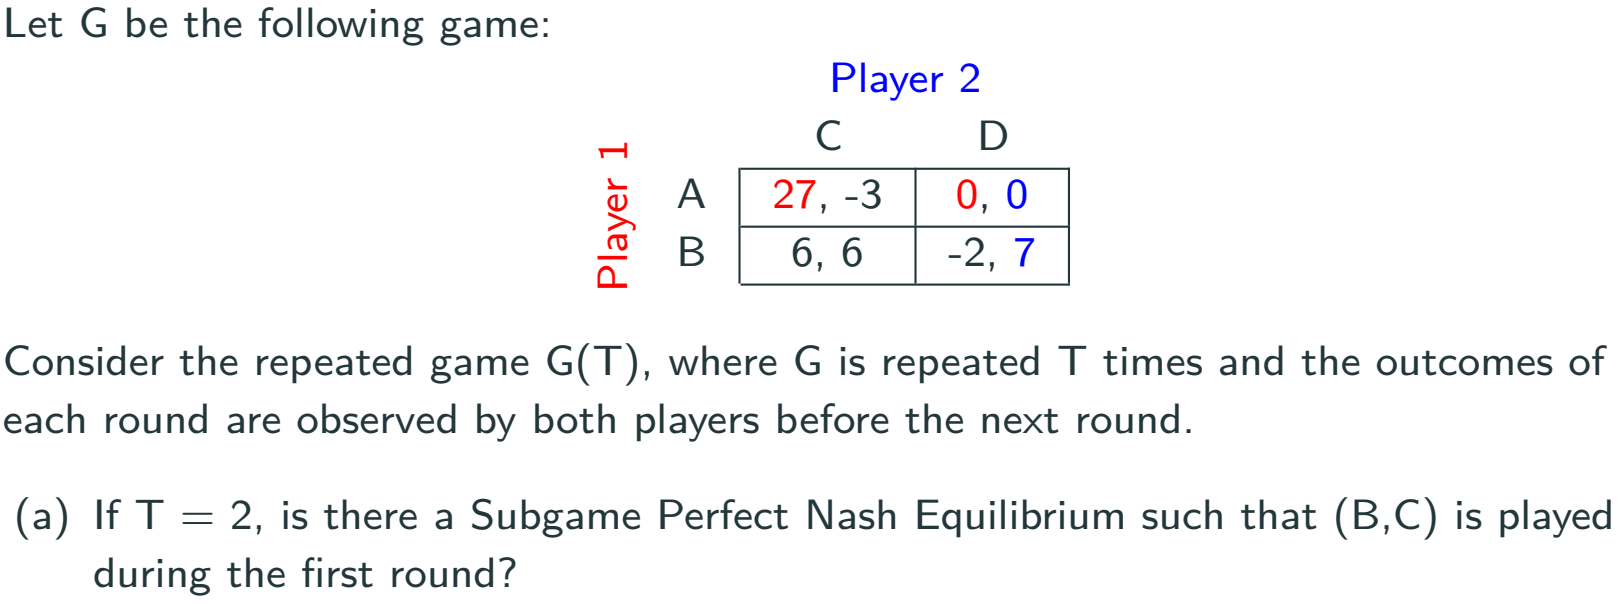 Let G be the following game:
Player 2
C D
Player 1
A 27, -3 0, 0
B 6, 6 -2, 7
Consider the repeated game G(T), where G is repeated T times and the outcomes of
each round are observed by both players before the next round.
(a) If T = 2, is there a Subgame Perfect Nash Equilibrium such that (B,C) is played
during the first round?